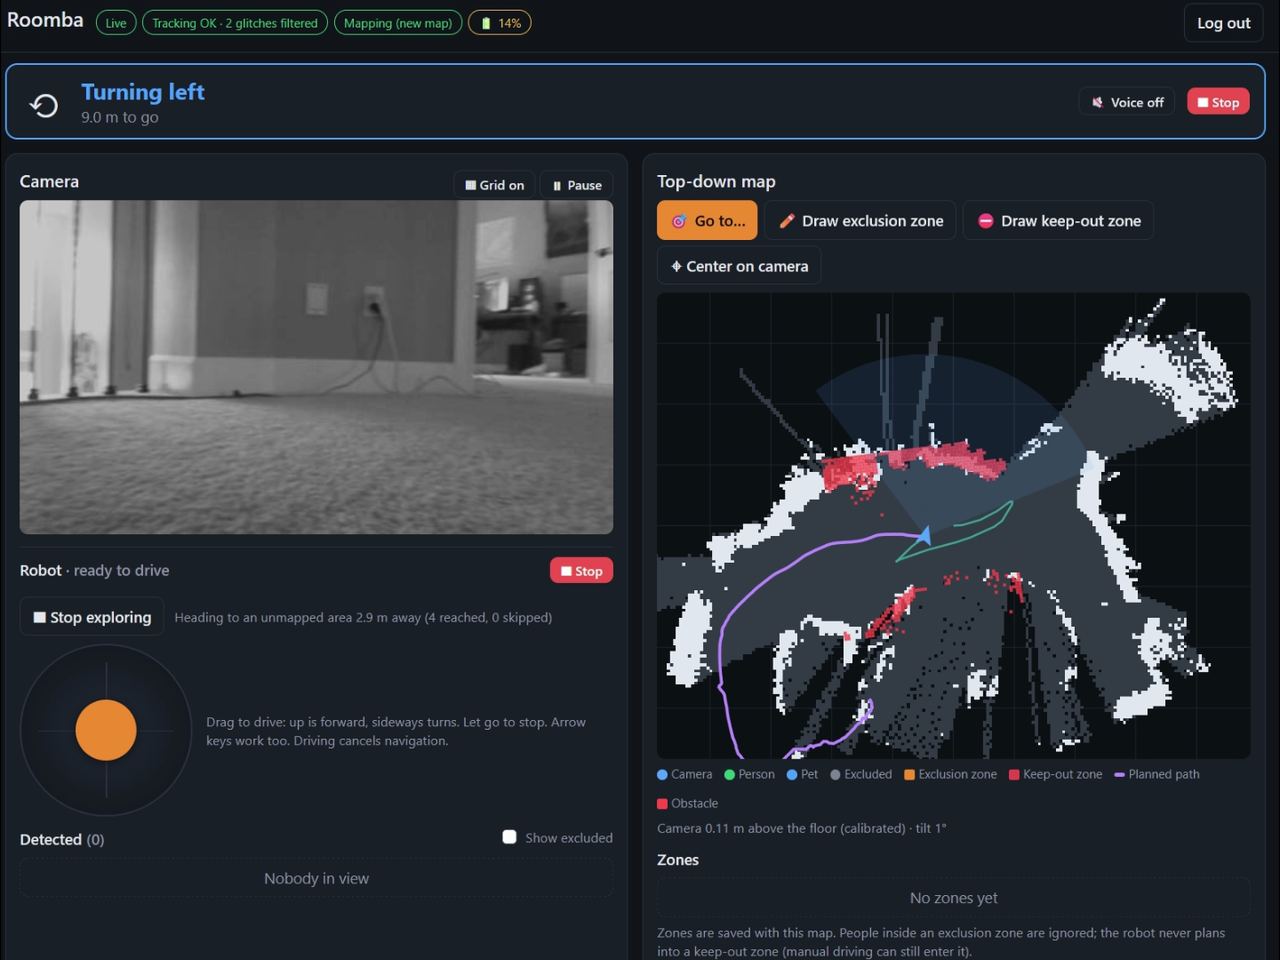 Roomba
Live
Tracking OK · 2 glitches filtered
Mapping (new map)
14%
Log out
Turning left
9.0 m to go
Voice off
Stop
Camera
Grid on
Pause
Robot · ready to drive
Stop
Stop exploring
Heading to an unmapped area 2.9 m away (4 reached, 0 skipped)
Drag to drive: up is forward, sideways turns. Let go to stop. Arrow
keys work too. Driving cancels navigation.
Detected (0)
Show excluded
Nobody in view
Top-down map
Go to...
Draw exclusion zone
Draw keep-out zone
Center on camera
Camera
Person
Pet
Excluded
Exclusion zone
Keep-out zone
Planned path
Obstacle
Camera 0.11 m above the floor (calibrated) · tilt 1°
Zones
No zones yet
Zones are saved with this map. People inside an exclusion zone are ignored; the robot never plans
into a keep-out zone (manual driving can still enter it).